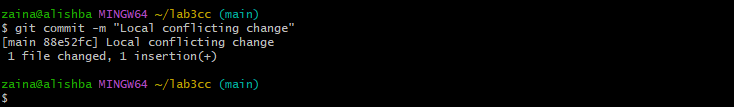 zaina@alishba MINGW64 ~/lab3cc (main)
$ git commit -m "Local conflicting change"
[main 88e52fc] Local conflicting change
 1 file changed, 1 insertion(+)

zaina@alishba MINGW64 ~/lab3cc (main)
$